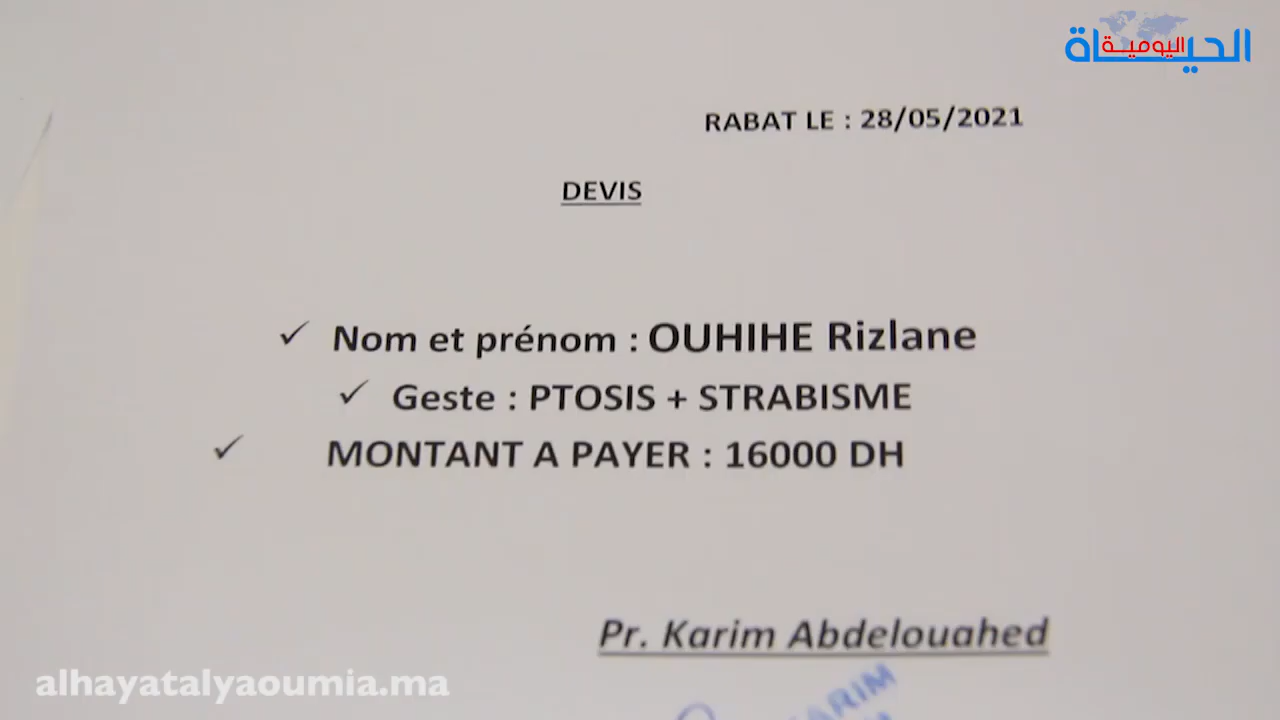 الحياة اليومية
RABAT LE : 28/05/2021
DEVIS
✓ Nom et prénom : OUHIHE Rizlane
✓ Geste : PTOSIS + STRABISME
✓ MONTANT A PAYER : 16000 DH
Pr. Karim Abdelouahed
alhayatalyaoumia.ma
KARIM